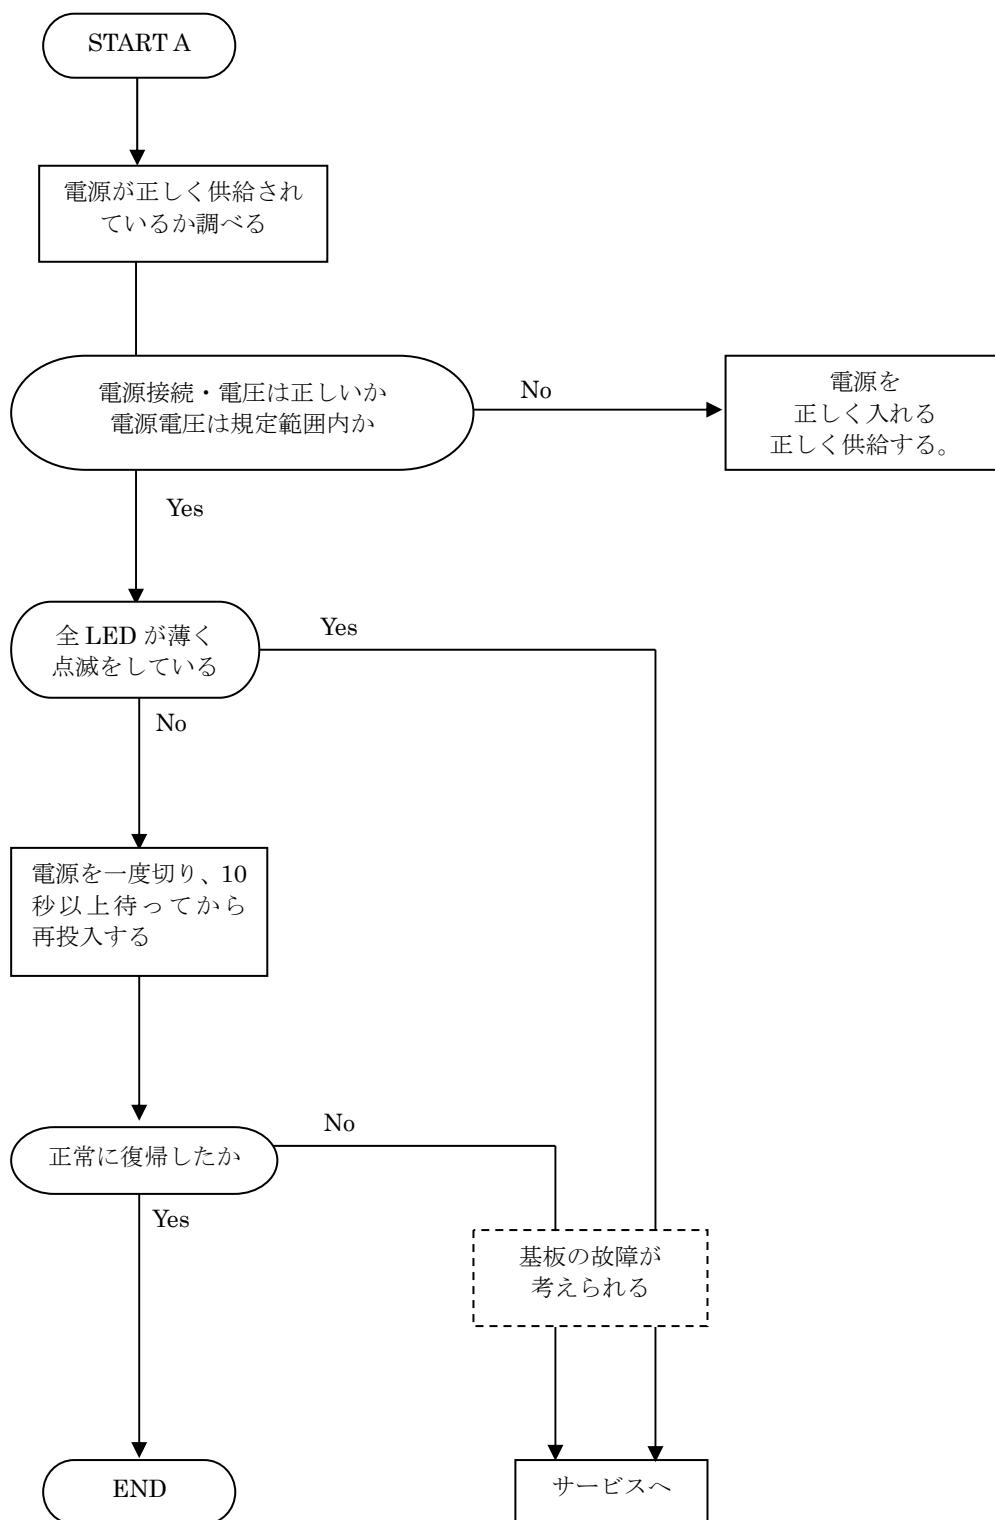 START A
電源が正しく供給され
ているか調べる
電源接続・電圧は正しいか
電源電圧は規定範囲内か
No
電源を
正しく入れる
正しく供給する。
Yes
全 LED が薄く
点滅をしている
Yes
No
電源を一度切り、10
秒以上待ってから
再投入する
正常に復帰したか
No
Yes
基板の故障が
考えられる
END
サービスへ